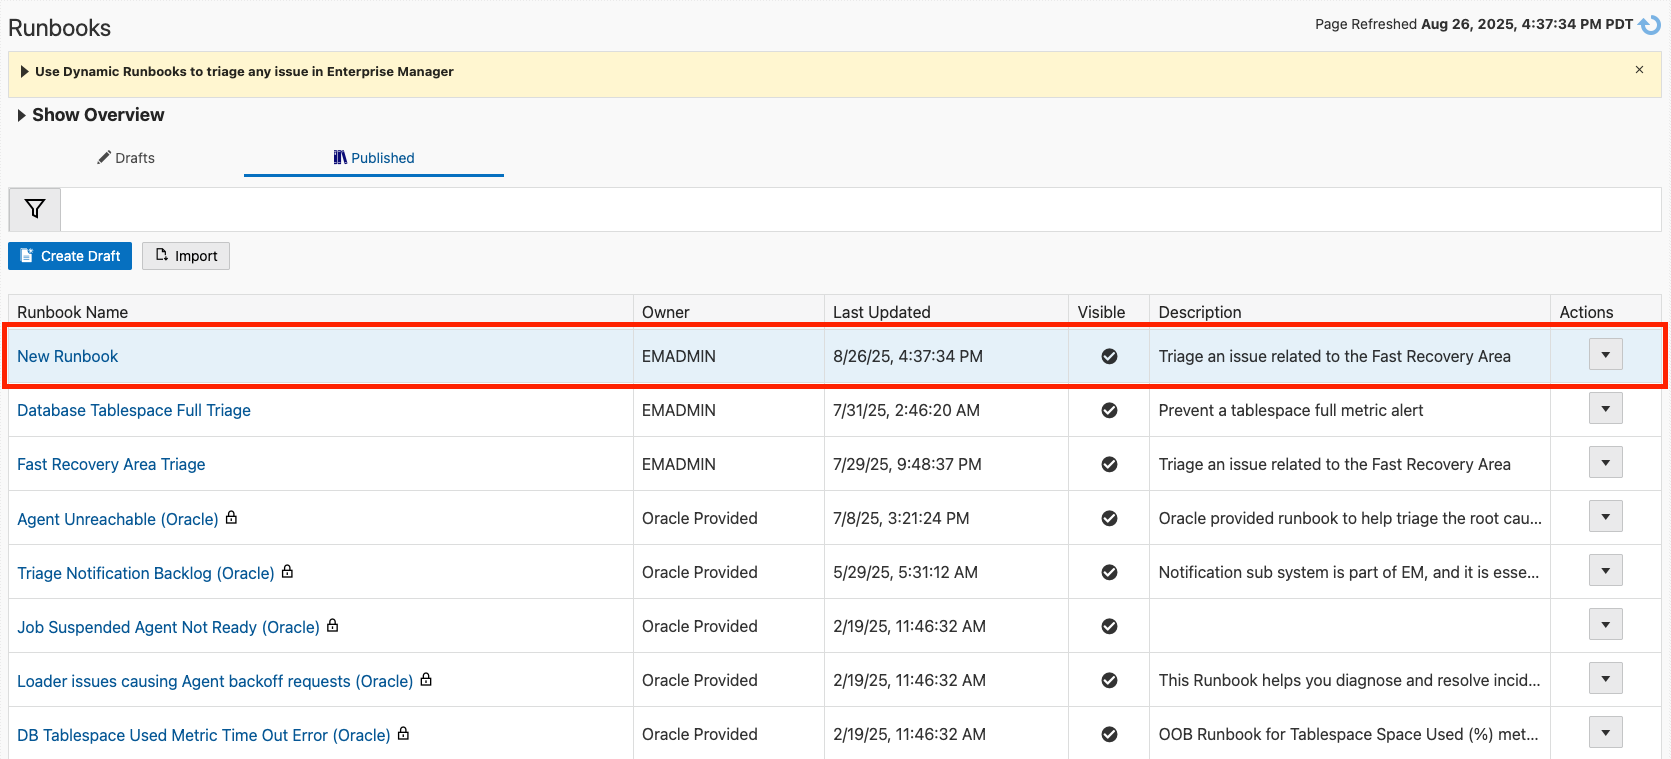 Runbooks
Page Refreshed Aug 26, 2025, 4:37:34 PM PDT
Use Dynamic Runbooks to triage any issue in Enterprise Manager
Show Overview
Drafts Published
Create Draft Import
Runbook Name Owner Last Updated Visible Description Actions
New Runbook EMADMIN 8/26/25, 4:37:34 PM Triage an issue related to the Fast Recovery Area
Database Tablespace Full Triage EMADMIN 7/31/25, 2:46:20 AM Prevent a tablespace full metric alert
Fast Recovery Area Triage EMADMIN 7/29/25, 9:48:37 PM Triage an issue related to the Fast Recovery Area
Agent Unreachable (Oracle) Oracle Provided 7/8/25, 3:21:24 PM Oracle provided runbook to help triage the root cau...
Triage Notification Backlog (Oracle) Oracle Provided 5/29/25, 5:31:12 AM Notification sub system is part of EM, and it is esse...
Job Suspended Agent Not Ready (Oracle) Oracle Provided 2/19/25, 11:46:32 AM
Loader issues causing Agent backoff requests (Oracle) Oracle Provided 2/19/25, 11:46:32 AM This Runbook helps you diagnose and resolve incid...
DB Tablespace Used Metric Time Out Error (Oracle) Oracle Provided 2/19/25, 11:46:32 AM OOB Runbook for Tablespace Space Used (%) met...